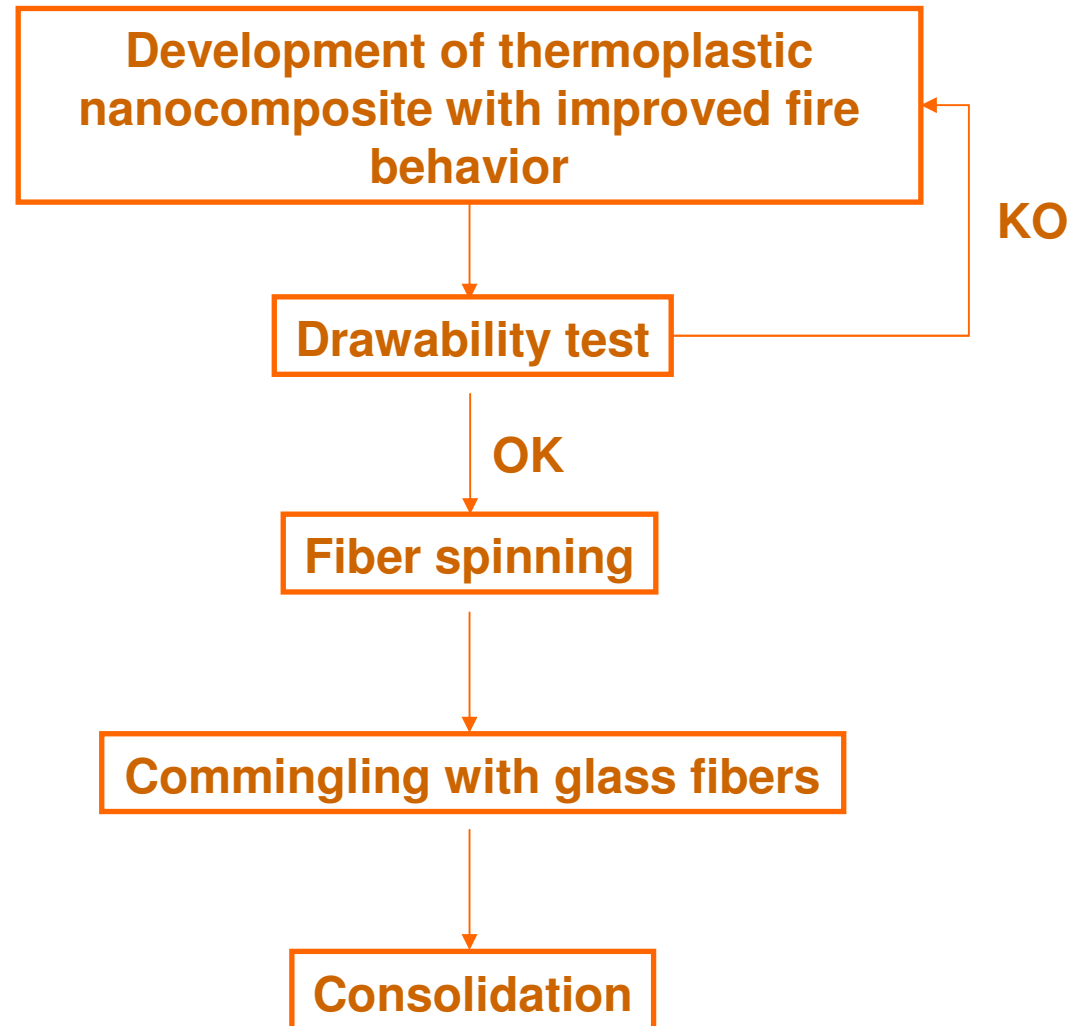 Development of thermoplastic
nanocomposite with improved fire
behavior
KO
Drawability test
OK
Fiber spinning
Commingling with glass fibers
Consolidation